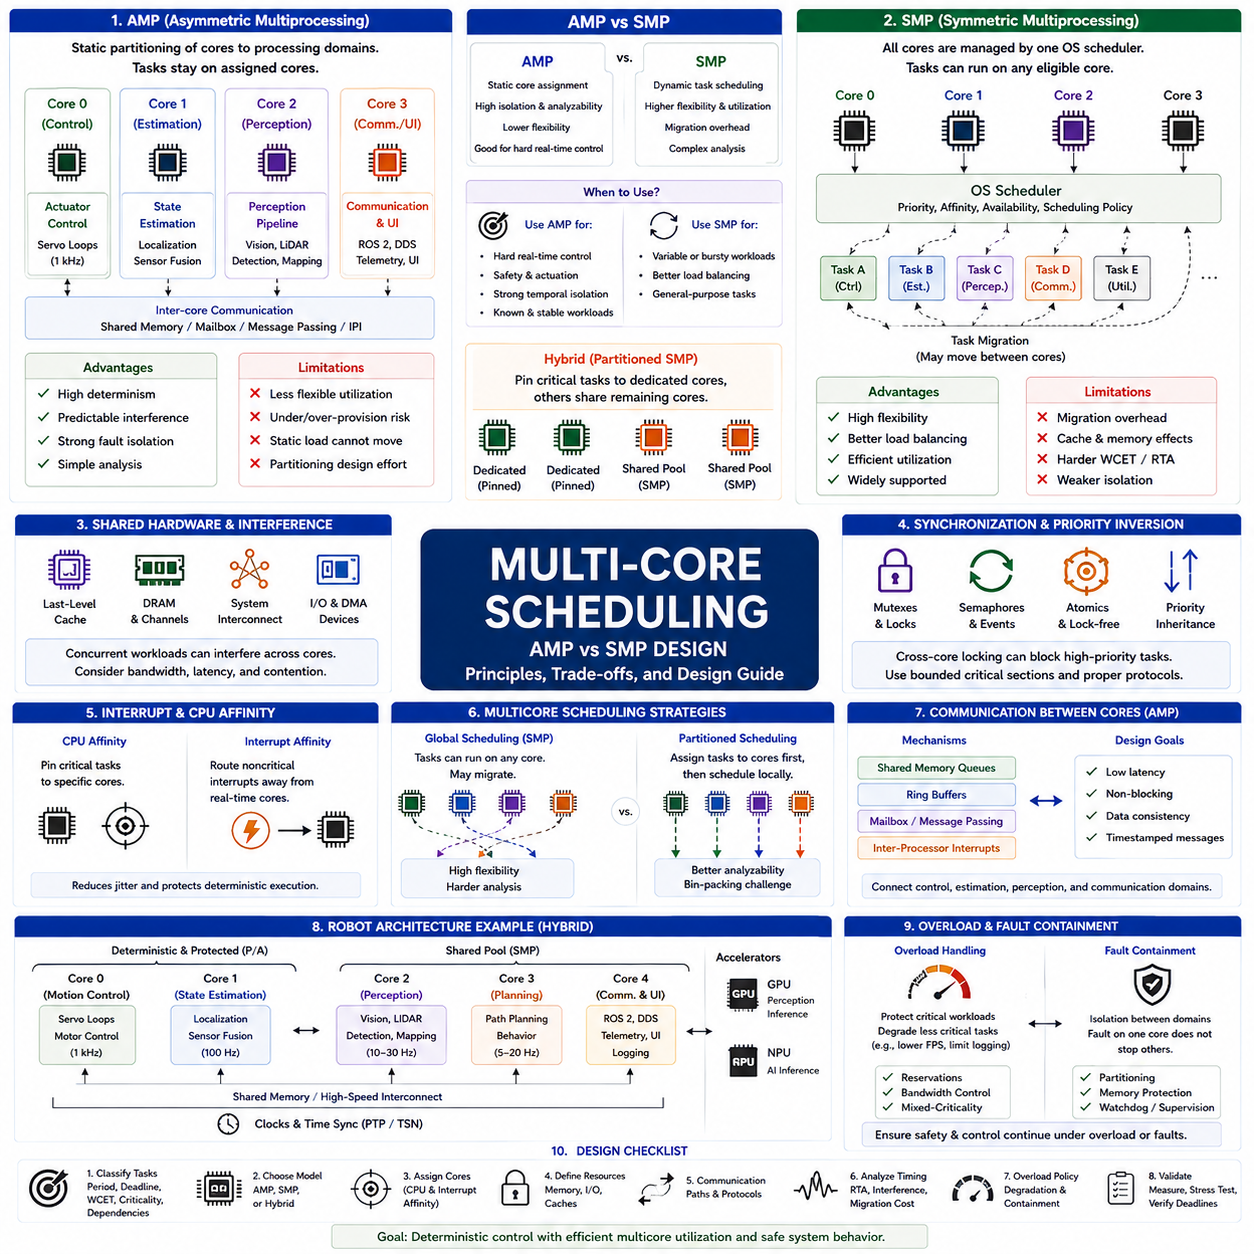 1. AMP (Asymmetric Multiprocessing)
Static partitioning of cores to processing domains.
Tasks stay on assigned cores.
Core 0
(Control)
Core 1
(Estimation)
Core 2
(Perception)
Core 3
(Comm./UI)
Actuator
Control
Servo Loops
(1 kHz)
State
Estimation
Localization
Sensor Fusion
Perception
Pipeline
Vision, LiDAR
Detection, Mapping
Communication
& UI
ROS 2, DDS
Telemetry, UI
Inter-core Communication
Shared Memory / Mailbox / Message Passing / IPI
Advantages
High determinism
Predictable interference
Strong fault isolation
Simple analysis
Limitations
Less flexible utilization
Under/over-provision risk
Static load cannot move
Partitioning design effort
AMP vs SMP
AMP
Static core assignment
High isolation & analyzability
Lower flexibility
Good for hard real-time control
vs.
SMP
Dynamic task scheduling
Higher flexibility & utilization
Migration overhead
Complex analysis
When to Use?
Use AMP for:
• Hard real-time control
• Safety & actuation
• Strong temporal isolation
• Known & stable workloads
Use SMP for:
• Variable or bursty workloads
• Better load balancing
• General-purpose tasks
Hybrid (Partitioned SMP)
Pin critical tasks to dedicated cores,
others share remaining cores.
Dedicated
(Pinned)
Dedicated
(Pinned)
Shared Pool
(SMP)
Shared Pool
(SMP)
2. SMP (Symmetric Multiprocessing)
All cores are managed by one OS scheduler.
Tasks can run on any eligible core.
Core 0
Core 1
Core 2
Core 3
OS Scheduler
Priority, Affinity, Availability, Scheduling Policy
Task A
(Ctrl)
Task B
(Est.)
Task C
(Percep.)
Task D
(Comm.)
Task E
(Util.)
...
Task Migration
(May move between cores)
Advantages
High flexibility
Better load balancing
Efficient utilization
Widely supported
Limitations
Migration overhead
Cache & memory effects
Harder WCET / RTA
Weaker isolation
3. SHARED HARDWARE & INTERFERENCE
Last-Level
Cache
DRAM
& Channels
System
Interconnect
I/O & DMA
Devices
Concurrent workloads can interfere across cores.
Consider bandwidth, latency, and contention.
MULTI-CORE
SCHEDULING
AMP vs SMP DESIGN
Principles, Trade-offs, and Design Guide
4. SYNCHRONIZATION & PRIORITY INVERSION
Mutexes
& Locks
Semaphores
& Events
Atomics
& Lock-free
Priority
Inheritance
Cross-core locking can block high-priority tasks.
Use bounded critical sections and proper protocols.
5. INTERRUPT & CPU AFFINITY
CPU Affinity
Pin critical tasks
to specific cores.
Interrupt Affinity
Route noncritical
interrupts away from
real-time cores.
Reduces jitter and protects deterministic execution.
6. MULTICORE SCHEDULING STRATEGIES
Global Scheduling (SMP)
Tasks can run on any core.
May migrate.
High flexibility
Harder analysis
vs.
Partitioned Scheduling
Assign tasks to cores first,
then schedule locally.
Better analyzability
Bin-packing challenge
7. COMMUNICATION BETWEEN CORES (AMP)
Mechanisms
Shared Memory Queues
Ring Buffers
Mailbox / Message Passing
Inter-Processor Interrupts
Design Goals
Low latency
Non-blocking
Data consistency
Timestamped messages
Connect control, estimation, perception, and communication domains.
8. ROBOT ARCHITECTURE EXAMPLE (HYBRID)
Deterministic & Protected (P/A)
Shared Pool (SMP)
Core 0
(Motion Control)
Servo Loops
Motor Control
(1 kHz)
Core 1
(State Estimation)
Localization
Sensor Fusion
(100 Hz)
Core 2
(Perception)
Vision, LIDAR
Detection, Mapping
(10–30 Hz)
Core 3
(Planning)
Path Planning
Behavior
(5–20 Hz)
Core 4
(Comm. & UI)
ROS 2, DDS
Telemetry, UI
Logging
Shared Memory / High-Speed Interconnect
Clocks & Time Sync (PTP / TSN)
Accelerators
GPU
GPU
Perception
Inference
RPU
NPU
AI Inference
9. OVERLOAD & FAULT CONTAINMENT
Overload Handling
Protect critical workloads
Degrade less critical tasks
(e.g., lower FPS, limit logging)
Reservations
Bandwidth Control
Mixed-Criticality
Fault Containment
Isolation between domains
Fault on one core does not
stop others.
Partitioning
Memory Protection
Watchdog / Supervision
Ensure safety & control continue under overload or faults.
10. DESIGN CHECKLIST
1. Classify Tasks
Period, Deadline,
WCET, Criticality,
Dependencies
2. Choose Model
AMP, SMP,
or Hybrid
3. Assign Cores
(CPU & Interrupt
Affinity)
4. Define Resources
Memory, I/O,
Caches
5. Communication
Paths & Protocols
6. Analyze Timing
RTA, Interference,
Migration Cost
7. Overload Policy
Degradation &
Containment
8. Validate
Measure, Stress Test,
Verify Deadlines
Goal: Deterministic control with efficient multicore utilization and safe system behavior.